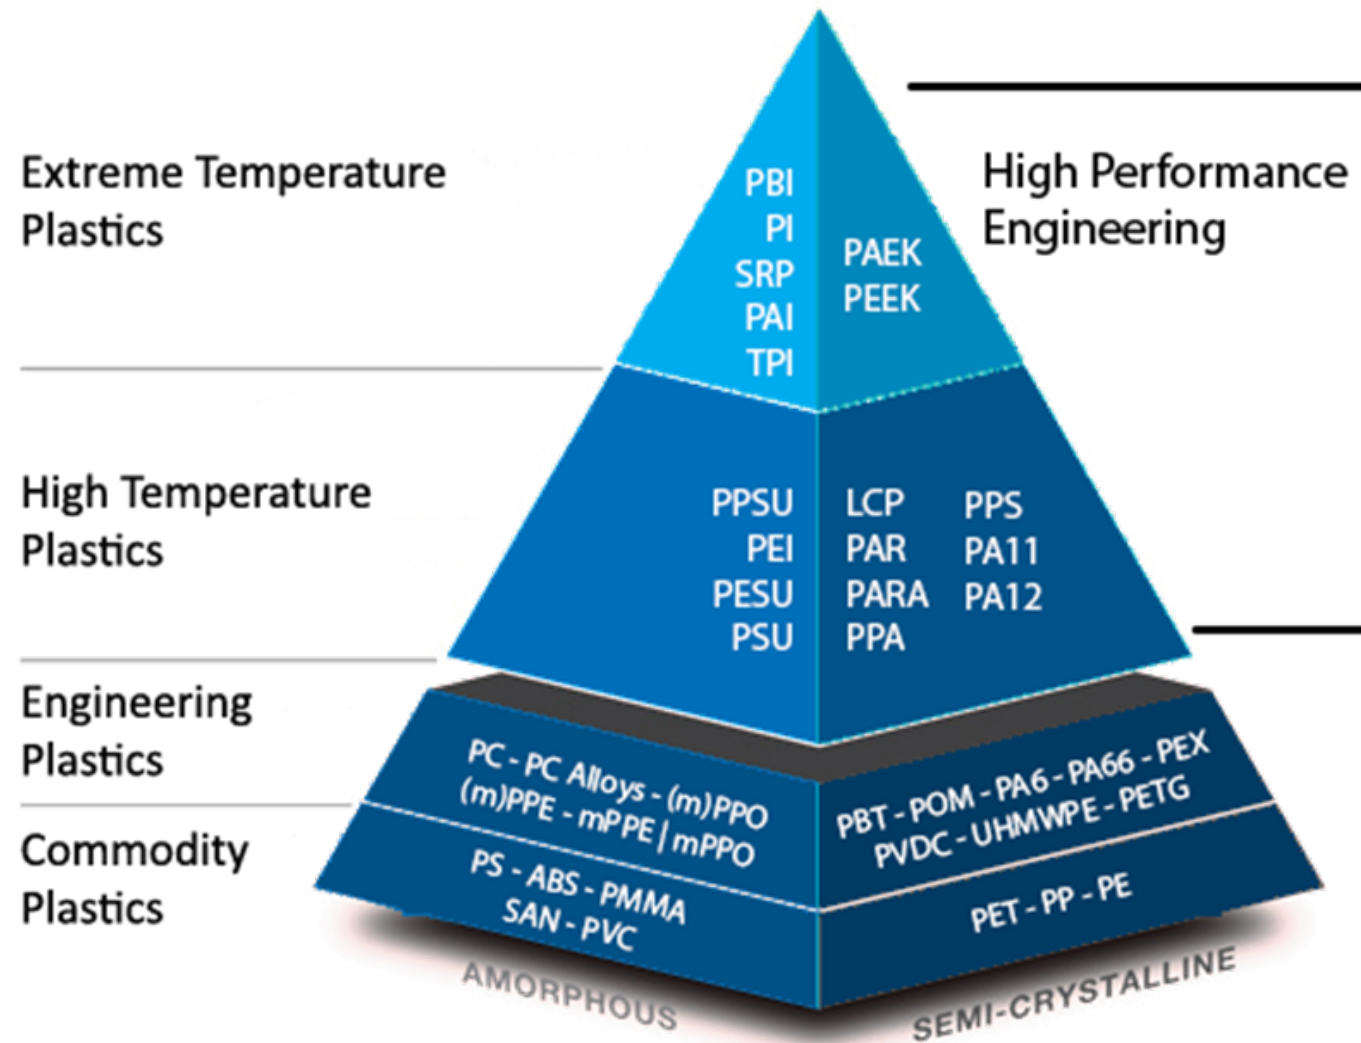 Extreme Temperature
Plastics
PBI
PI
SRP
PAI
TPI
PAEK
PEEK
High Performance
Engineering
High Temperature
Plastics
PPSU
PEI
PESU
PSU
LCP
PAR
PARA
PPA
PPS
PA11
PA12
Engineering
Plastics
PC - PC Alloys - (m)PPO
(m)PPE - mPPE | mPPO
PBT - POM - PA6 - PA66 - PEX
PVDC - UHMWPE - PETG
Commodity
Plastics
PS - ABS - PMMA
SAN - PVC
PET - PP - PE
AMORPHOUS
SEMI-CRYSTALLINE